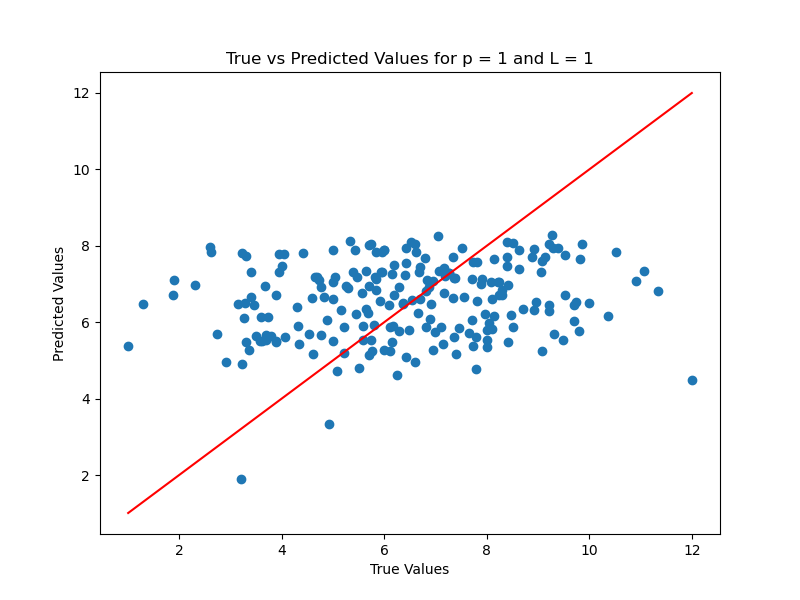 True vs Predicted Values for p = 1 and L = 1
12
10
8
6
4
2
Predicted Values
2 4 6 8 10 12
True Values